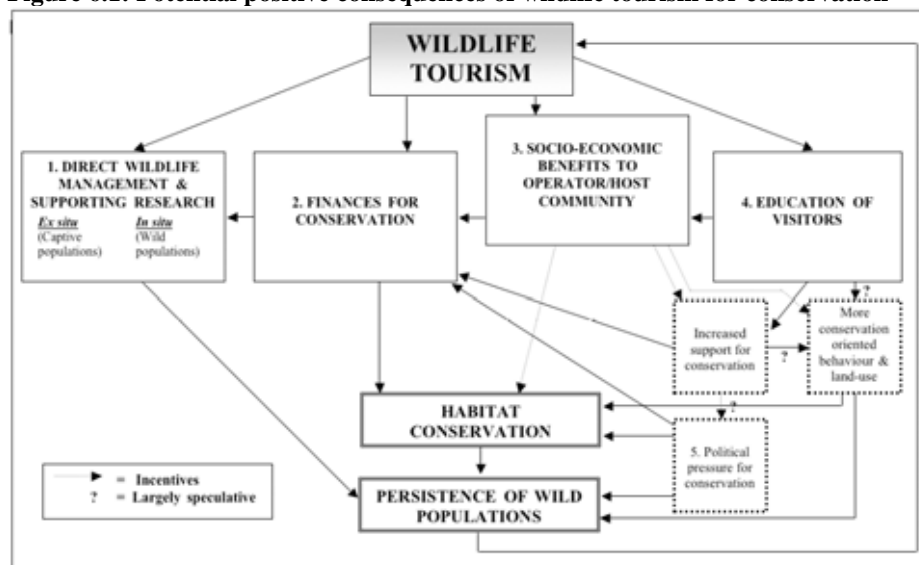 Figure 6.1: Potential positive consequences of wildlife tourism for conservation
WILDLIFE
TOURISM
1. DIRECT WILDLIFE
MANAGEMENT &
SUPPORTING RESEARCH
Ex situ In situ
(Captive (Wild
populations) populations)
2. FINANCES FOR
CONSERVATION
3. SOCIO-ECONOMIC
BENEFITS TO
OPERATOR/HOST
COMMUNITY
4. EDUCATION OF
VISITORS
?
Increased
support for
conservation
?
More
conservation
oriented
behaviour &
land-use
?
HABITAT
CONSERVATION
5. Political
pressure for
conservation
PERSISTENCE OF WILD
POPULATIONS
= Incentives
? = Largely speculative